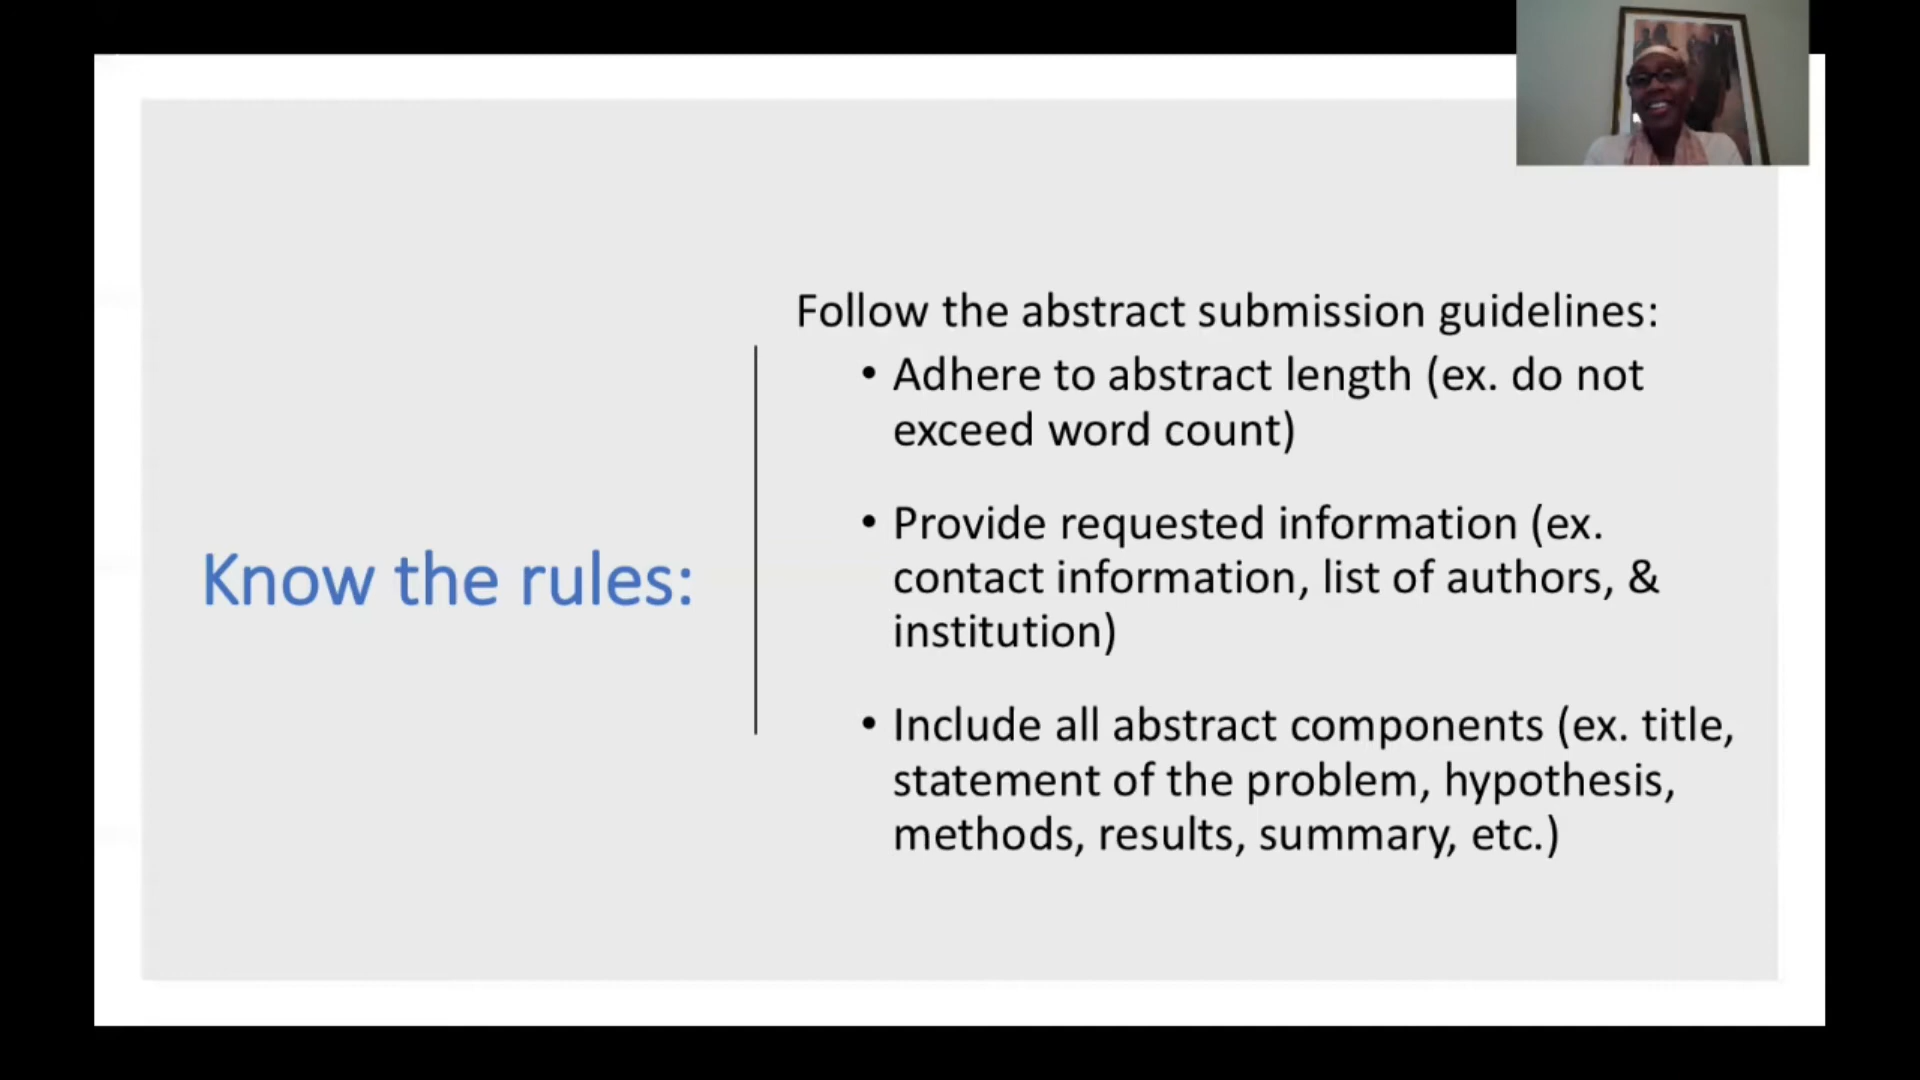 Know the rules:
Follow the abstract submission guidelines:
• Adhere to abstract length (ex. do not
exceed word count)
• Provide requested information (ex.
contact information, list of authors, &
institution)
• Include all abstract components (ex. title,
statement of the problem, hypothesis,
methods, results, summary, etc.)